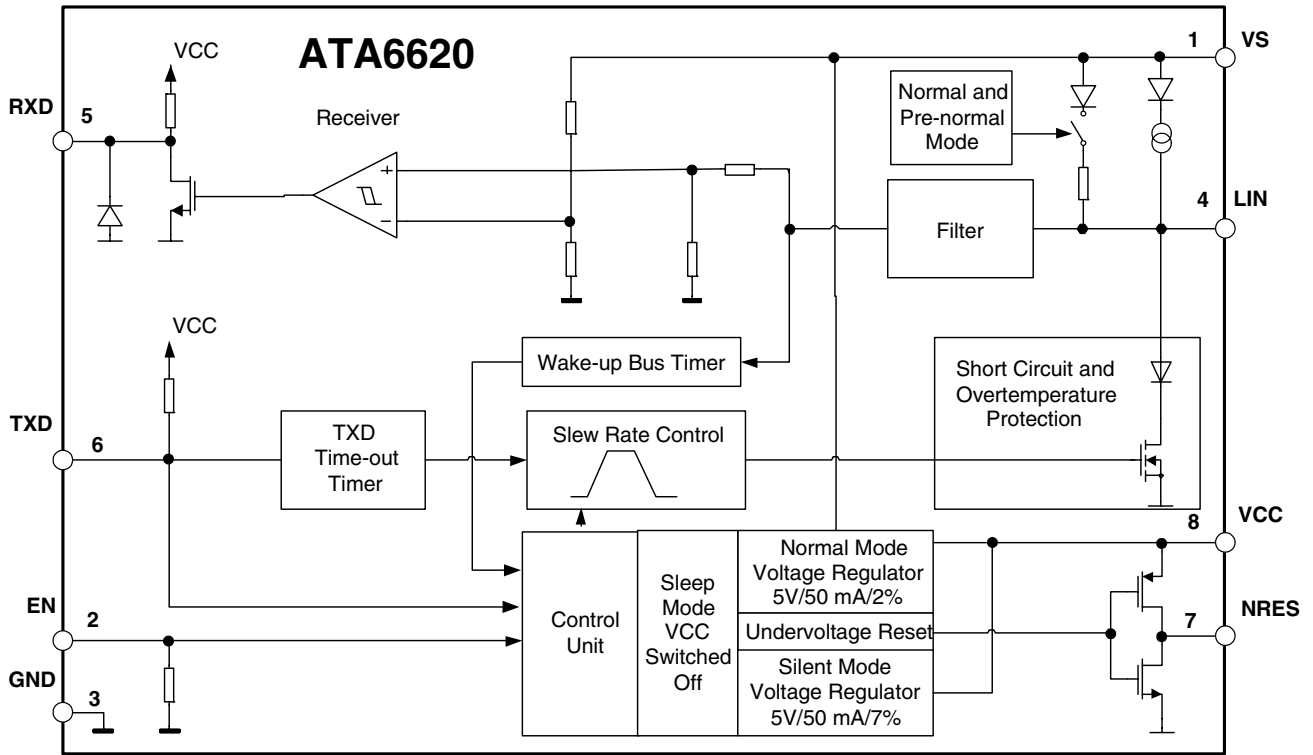 ATA6620
VCC
RXD
5
Receiver
+
−
1
VS
Normal and
Pre-normal
Mode
4
LIN
Filter
VCC
Wake-up Bus Timer
Short Circuit and
Overtemperature
Protection
TXD
6
TXD
Time-out
Timer
Slew Rate Control
8
VCC
EN
2
GND
3
Control
Unit
Sleep
Mode
VCC
Switched
Off
Normal Mode
Voltage Regulator
5V/50 mA/2%
Undervoltage Reset
Silent Mode
Voltage Regulator
5V/50 mA/7%
7
NRES